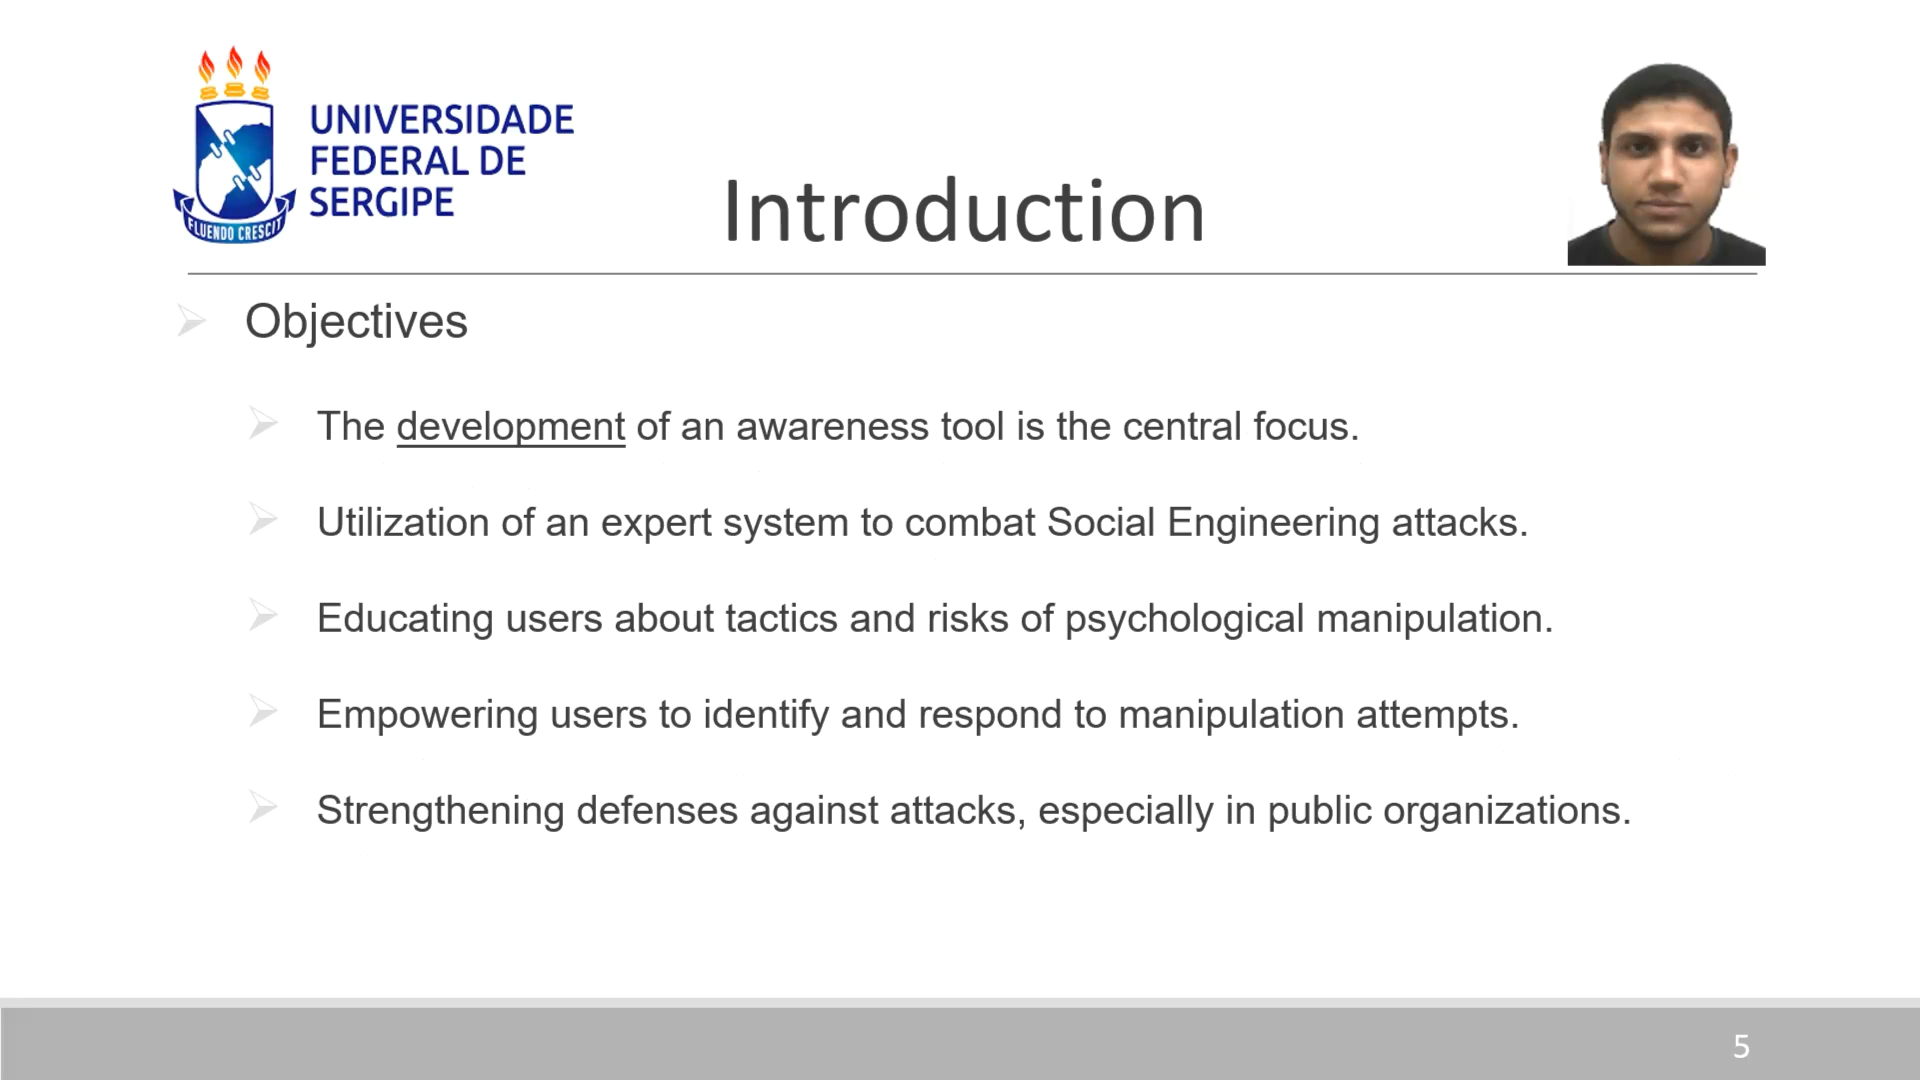 UNIVERSIDADE
FEDERAL DE
SERGIPE
FLUENDO CRESCIT
Introduction
Objectives
The development of an awareness tool is the central focus.
Utilization of an expert system to combat Social Engineering attacks.
Educating users about tactics and risks of psychological manipulation.
Empowering users to identify and respond to manipulation attempts.
Strengthening defenses against attacks, especially in public organizations.
5